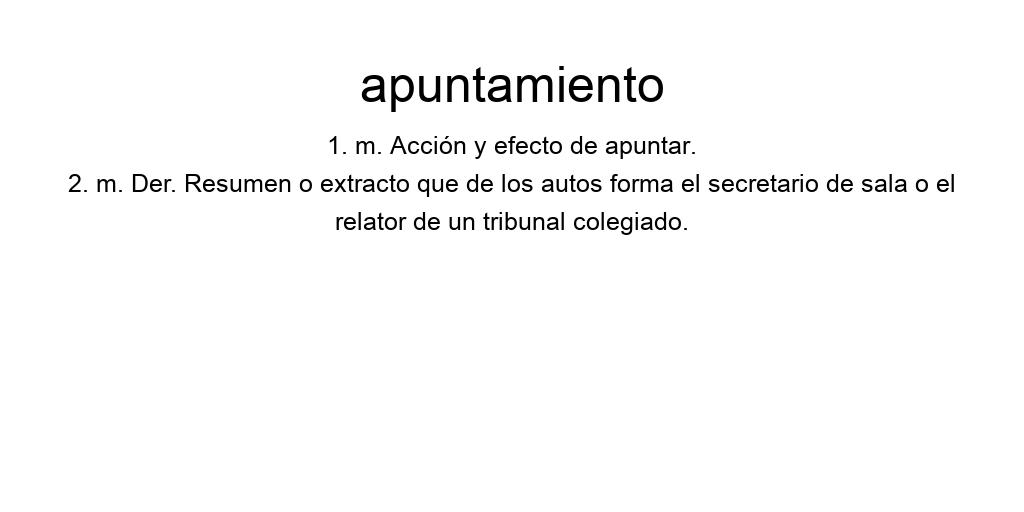 apuntamiento
1. m. Acción y efecto de apuntar.
2. m. Der. Resumen o extracto que de los autos forma el secretario de sala o el
relator de un tribunal colegiado.